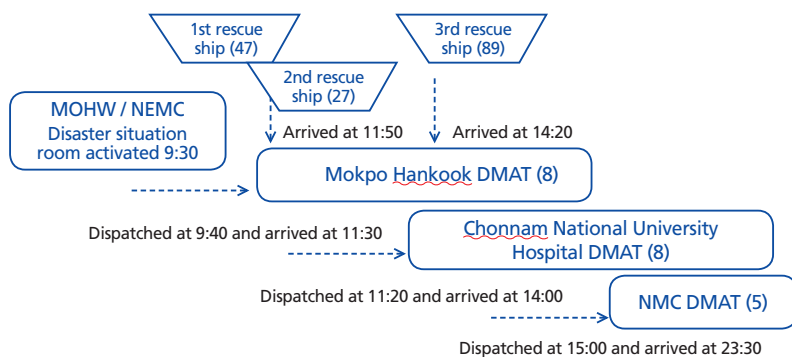 1st rescue
ship (47)
3rd rescue
ship (89)
2nd rescue
ship (27)
MOHW / NEMC
Disaster situation
room activated 9:30
Arrived at 11:50
Arrived at 14:20
Mokpo Hankook DMAT (8)
Dispatched at 9:40 and arrived at 11:30
Chonnam National University
Hospital DMAT (8)
Dispatched at 11:20 and arrived at 14:00
NMC DMAT (5)
Dispatched at 15:00 and arrived at 23:30